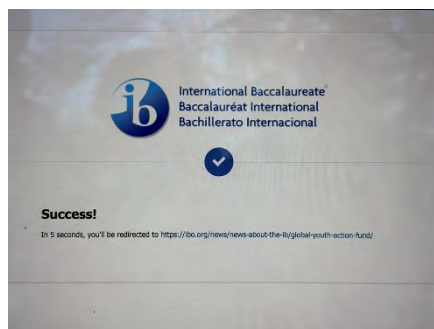 ib
International Baccalaureate®
Baccalauréat International
Bachillerato Internacional
Success!
In 5 seconds, you'll be redirected to https://ibo.org/news/news-about-the-ib/global-youth-action-fund/